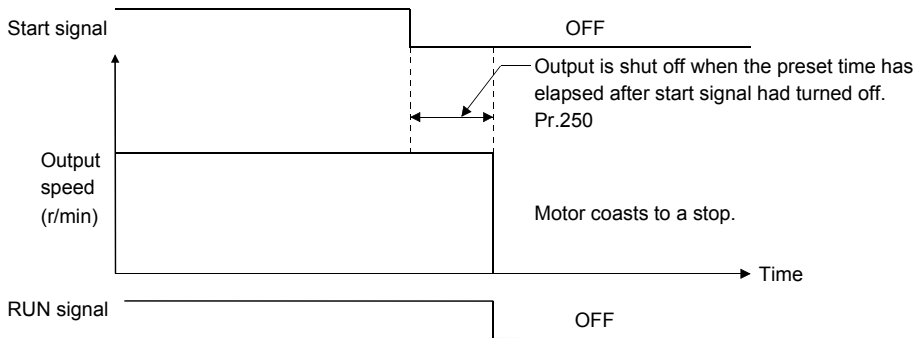 Start signal
OFF
Output is shut off when the preset time has
elapsed after start signal had turned off.
Pr.250
Output
speed
(r/min)
Motor coasts to a stop.
Time
RUN signal
OFF